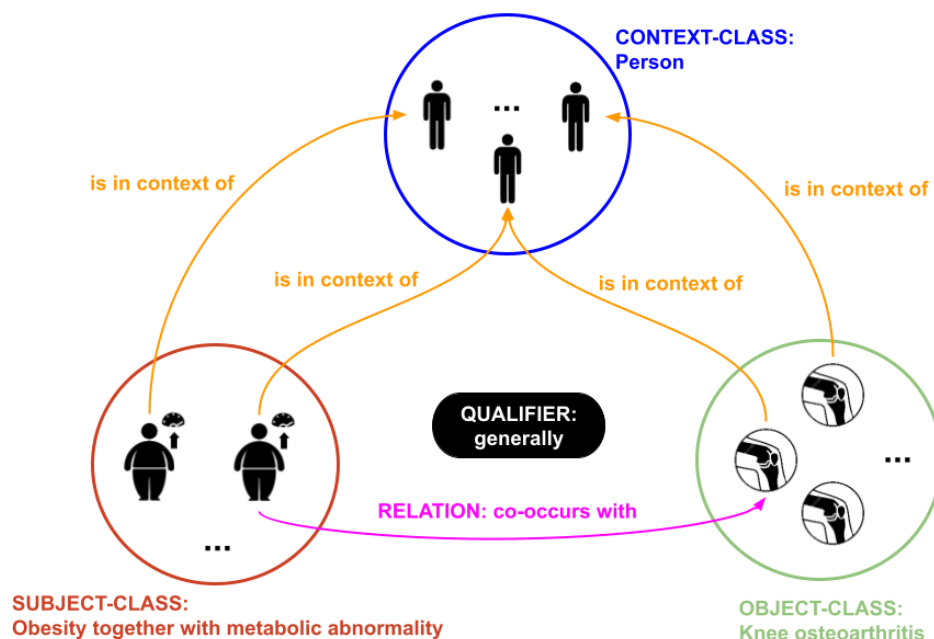 CONTEXT-CLASS:
Person
...
is in context of
is in context of
is in context of
is in context of
QUALIFIER:
generally
...
RELATION: co-occurs with
...
SUBJECT-CLASS:
Obesity together with metabolic abnormality
OBJECT-CLASS:
Knee osteoarthritis